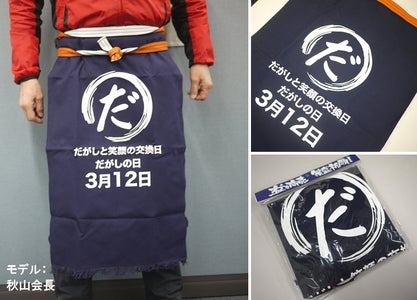 だ
だがしと笑顔の交換日
だがしの日
3月12日
モデル：
秋山会長
だ
だがしと笑顔の交換日
だがしの日
3月12日
だ